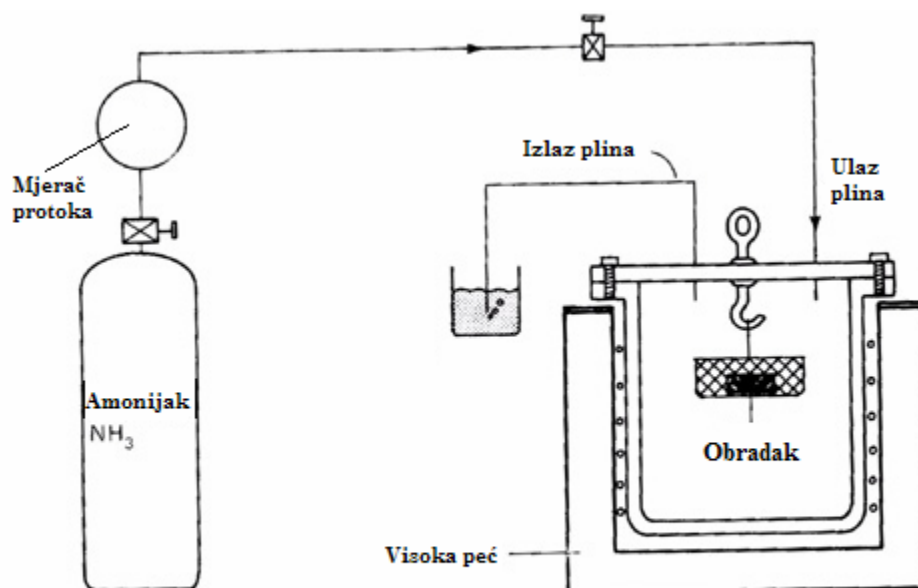 Izlaz plina
Mjerač
protoka
Ulaz
plina
Amonijak
NH₃
Obradak
Visoka peć